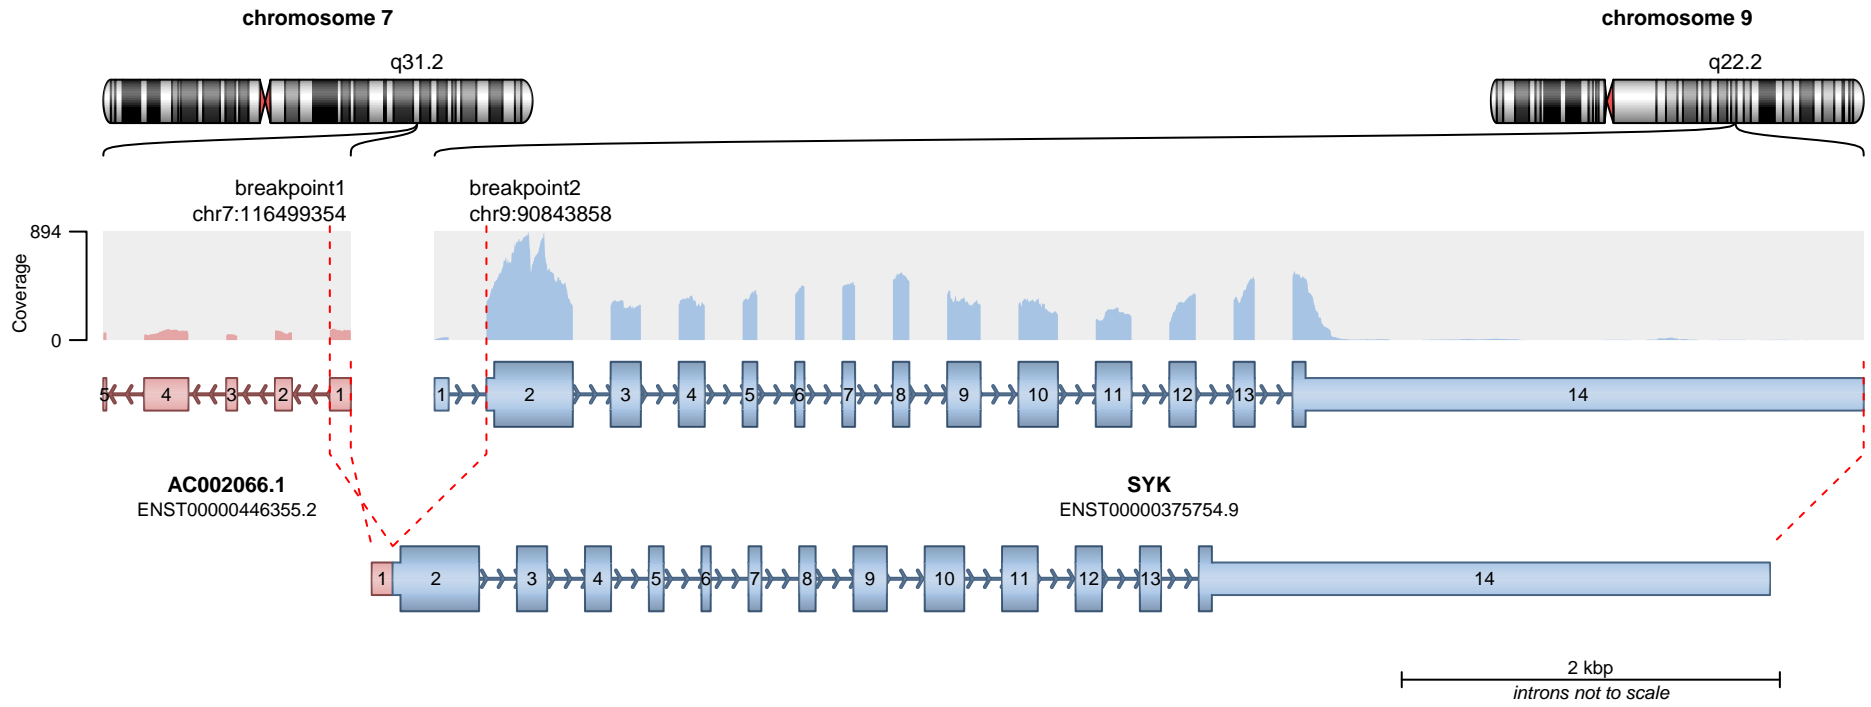 chromosome 7
chromosome 9
q31.2
q22.2
breakpoint1
chr7:116499354
breakpoint2
chr9:90843858
894
0
Coverage
5 4 3 2 1
1 2 3 4 5 6 7 8 9 10 11 12 13 14
AC002066.1
ENST00000446355.2
SYK
ENST00000375754.9
1 2 3 4 5 6 7 8 9 10 11 12 13 14
2 kbp
introns not to scale